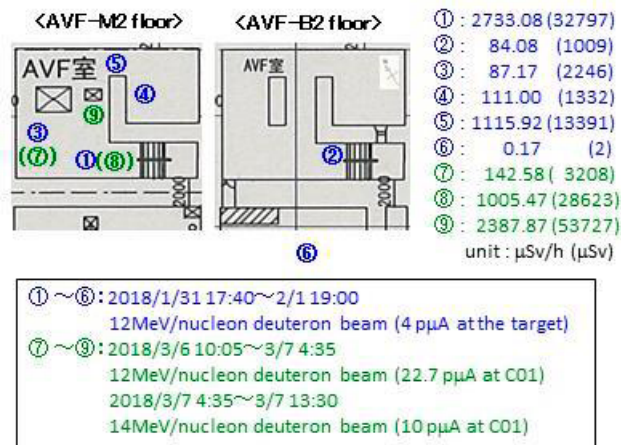 <AVF-M2 floor>
<AVF-B2 floor>
AVF室
⑤
④
⑨
③
(⑦)
①(⑧)
AVF室
②
2000
2000
⑥
①: 2733.08 (32797)
②: 84.08 (1009)
③: 87.17 (2246)
④: 111.00 (1332)
⑤: 1115.92 (13391)
⑥: 0.17 (2)
⑦: 142.58 ( 3208)
⑧: 1005.47 (28623)
⑨: 2387.87 (53727)
unit : μSv/h (μSv)
①～⑥: 2018/1/31 17:40～2/1 19:00
12MeV/nucleon deuteron beam (4 pμA at the target)
⑦～⑨: 2018/3/6 10:05～3/7 4:35
12MeV/nucleon deuteron beam (22.7 pμA at C01)
2018/3/7 4:35～3/7 13:30
14MeV/nucleon deuteron beam (10 pμA at C01)